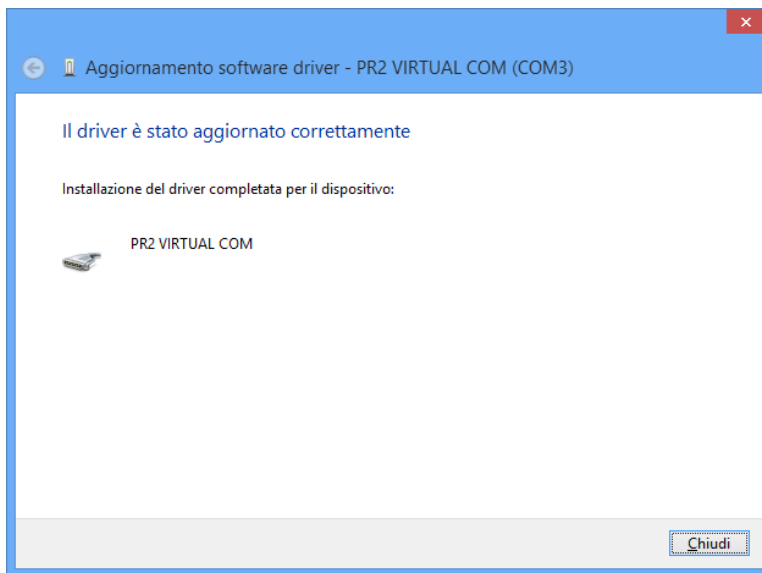 Aggiornamento software driver - PR2 VIRTUAL COM (COM3)
Il driver è stato aggiornato correttamente
Installazione del driver completata per il dispositivo:
PR2 VIRTUAL COM
Chiudi